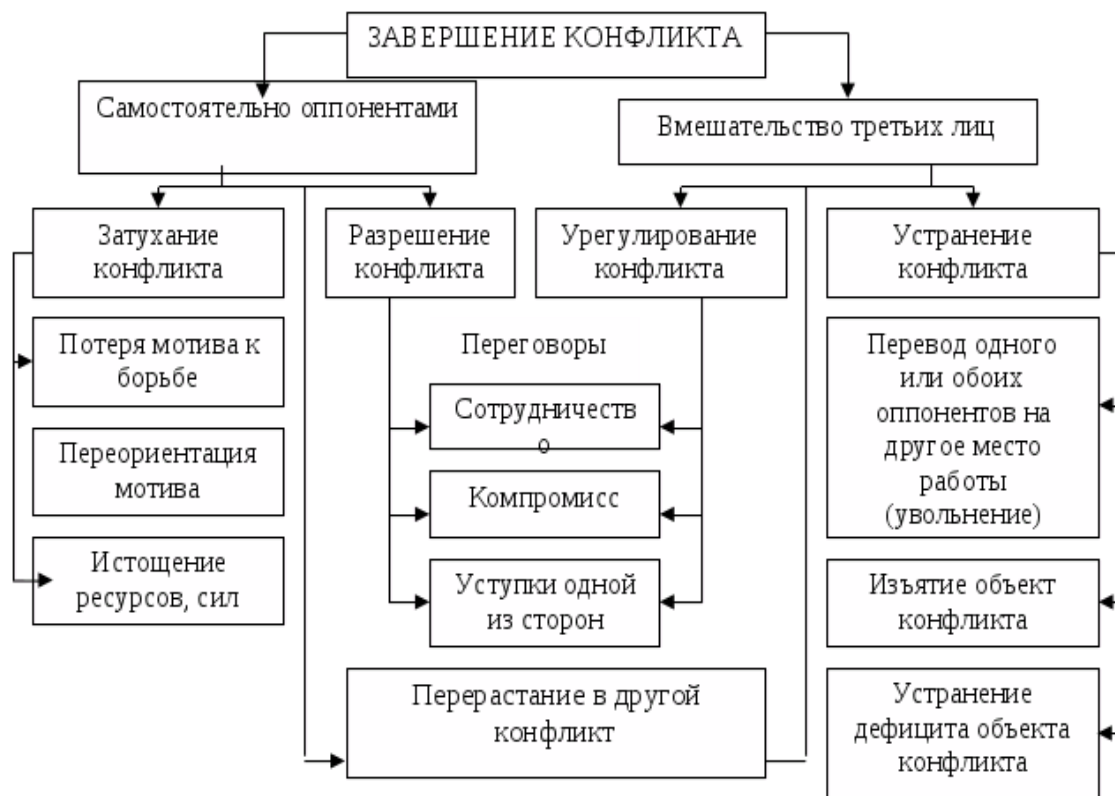 ЗАВЕРШЕНИЕ КОНФЛИКТА
Самостоятельно оппонентами
Вмешательство третьих лиц
Затухание
конфликта
Разрешение
конфликта
Урегулирование
конфликта
Устранение
конфликта
Потеря мотива к
борьбе
Переориентация
мотива
Истощение
ресурсов, сил
Переговоры
Сотрудничеств
о
Компромисс
Уступки одной
из сторон
Перерастание в другой
конфликт
Перевод одного
или обоих
оппонентов на
другое место
работы
(увольнение)
Изъятие объект
конфликта
Устранение
дефицита объекта
конфликта